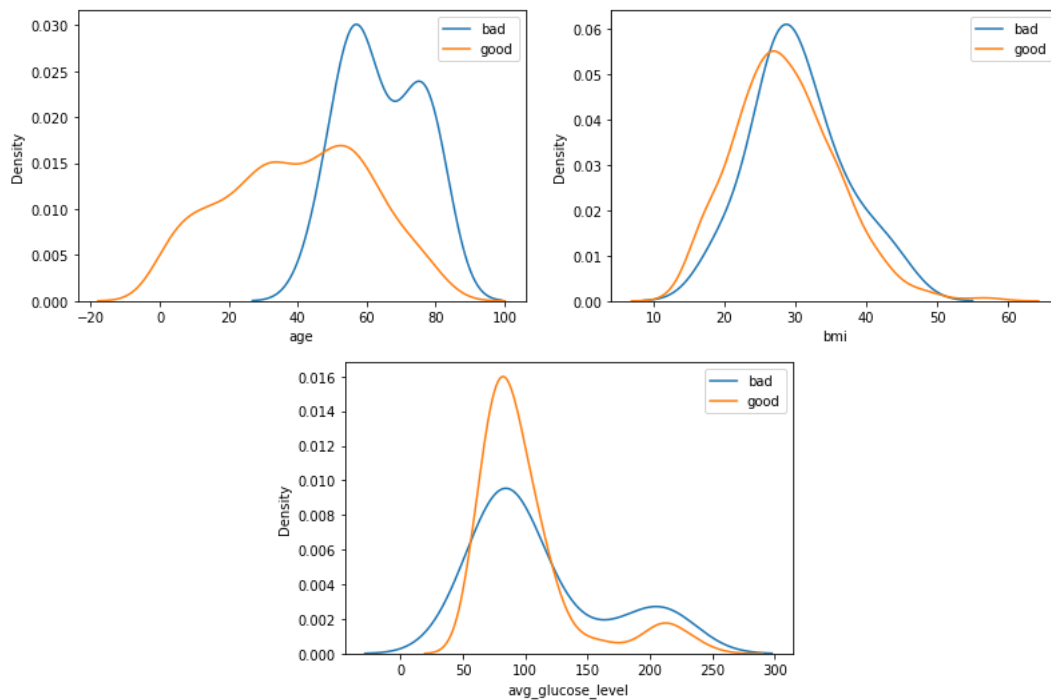 bad
good
Density
0.030
0.025
0.020
0.015
0.010
0.005
0.000
−20 0 20 40 60 80 100
age
bad
good
Density
0.06
0.05
0.04
0.03
0.02
0.01
0.00
10 20 30 40 50 60
bmi
bad
good
Density
0.016
0.014
0.012
0.010
0.008
0.006
0.004
0.002
0.000
0 50 100 150 200 250 300
avg_glucose_level